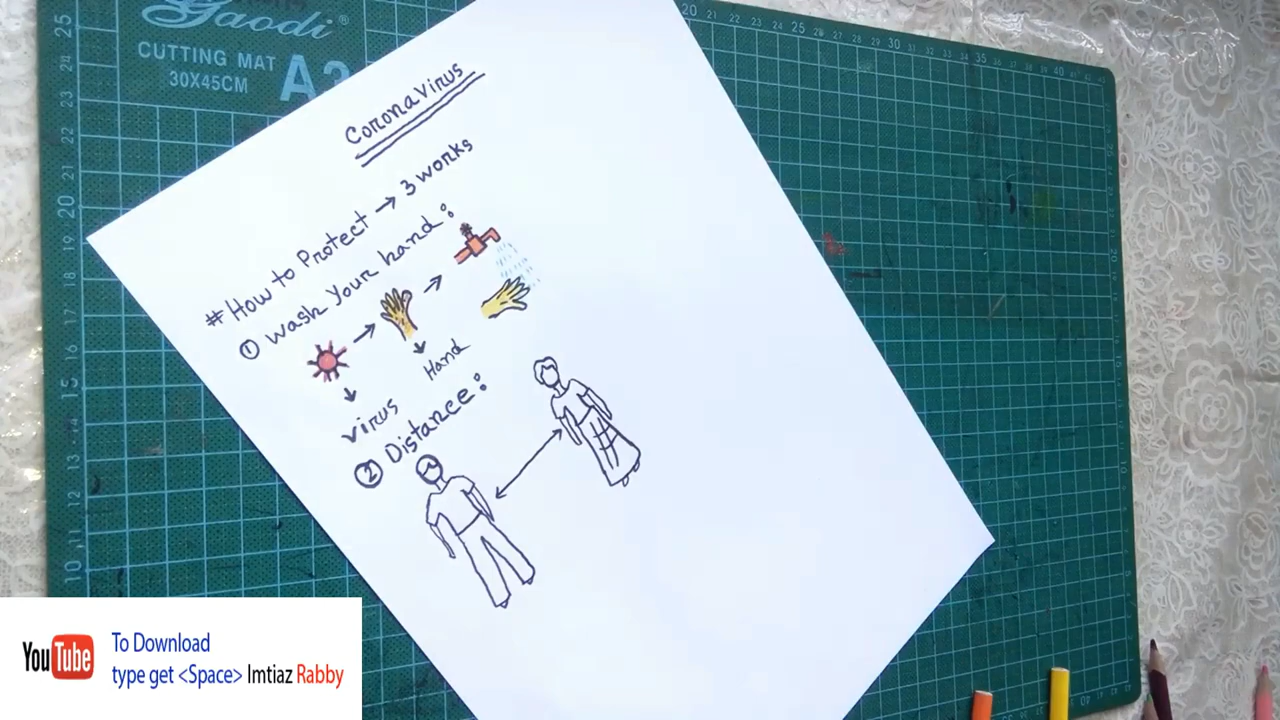 Gaodi®
CUTTING MAT
30X45CM
A3
Coronavirus
# How to Protect → 3 works
① Wash Your hand:
Hand
virus
② Distance:
YouTube
To Download
type get <Space> Imtiaz Rabby